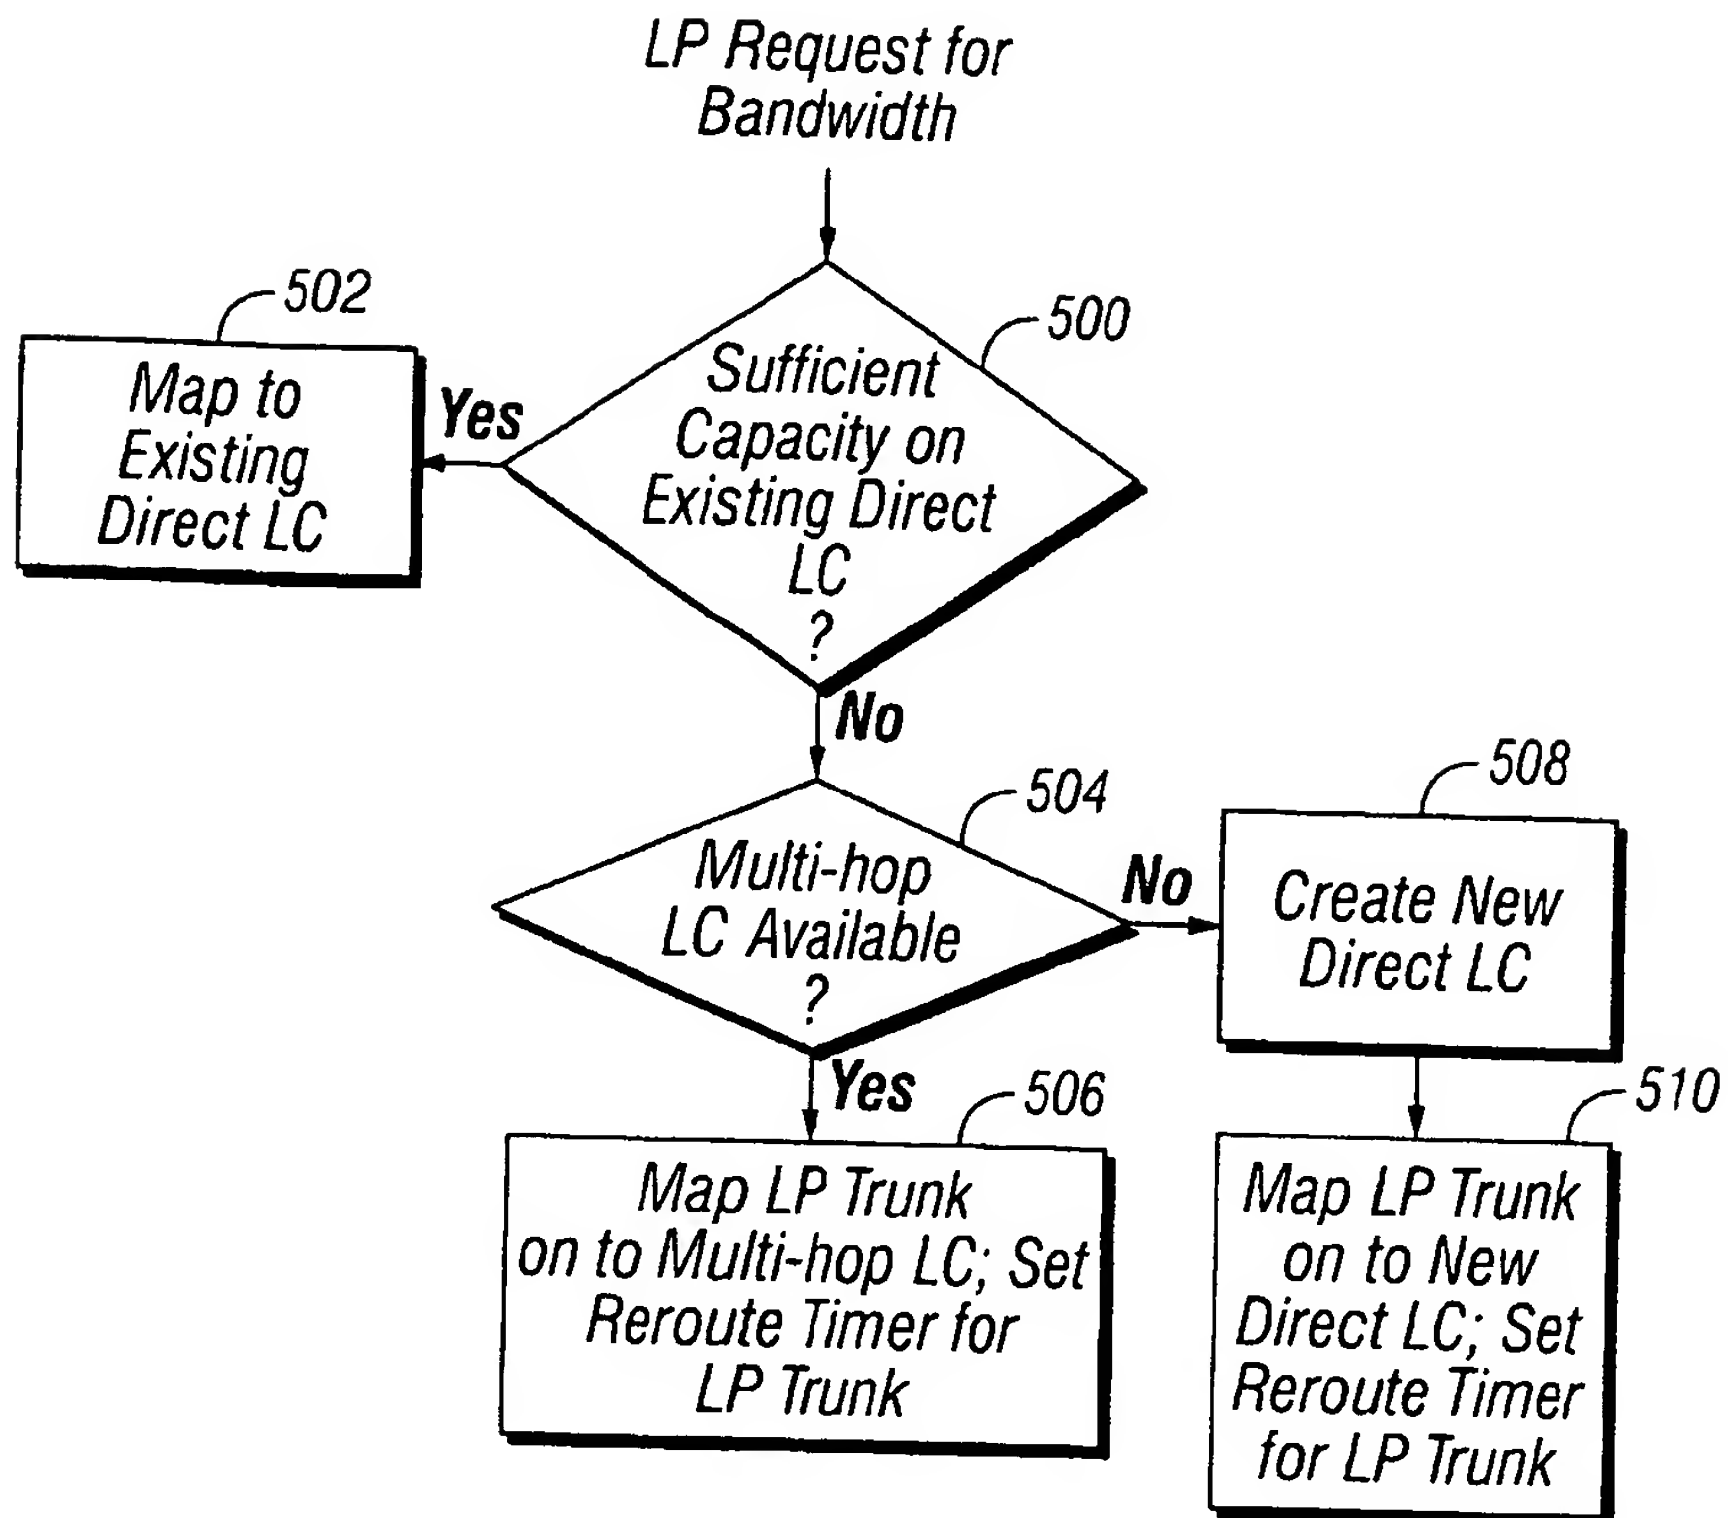 LP Request for
Bandwidth
502
500
Map to
Existing
Direct LC
Yes
Sufficient
Capacity on
Existing Direct
LC
?
No
504
508
Multi-hop
LC Available
?
No
Create New
Direct LC
Yes
506
510
Map LP Trunk
on to Multi-hop LC; Set
Reroute Timer for
LP Trunk
Map LP Trunk
on to New
Direct LC; Set
Reroute Timer
for LP Trunk